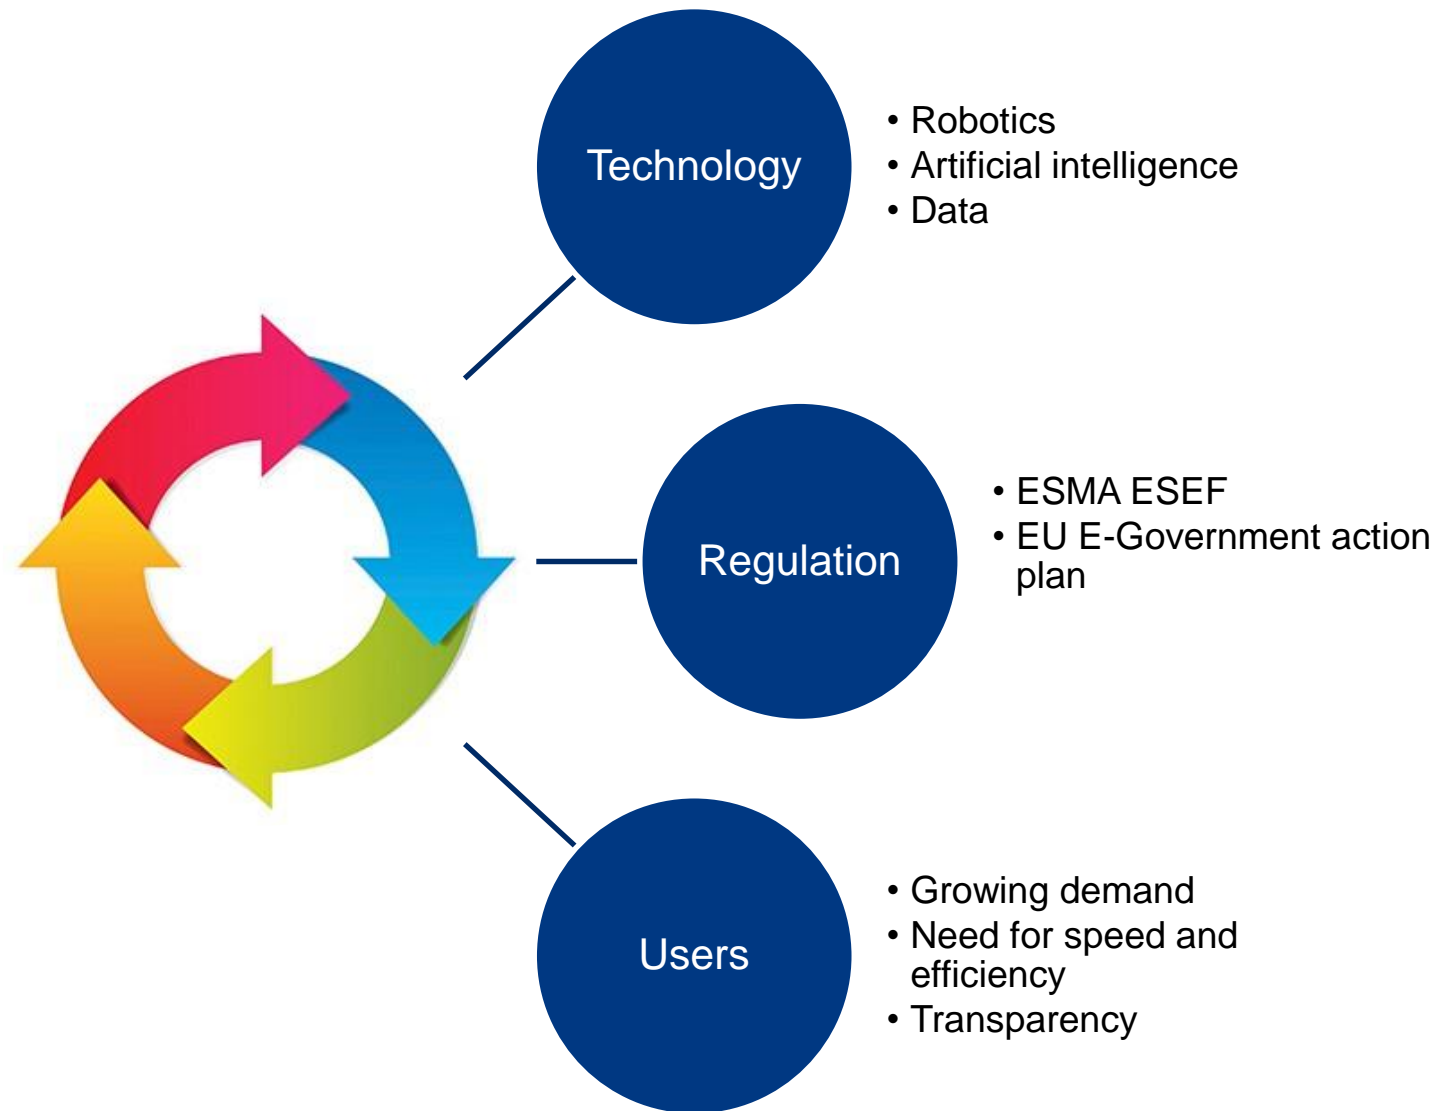 Technology
• Robotics
• Artificial intelligence
• Data
Regulation
• ESMA ESEF
• EU E-Government action
plan
Users
• Growing demand
• Need for speed and
efficiency
• Transparency